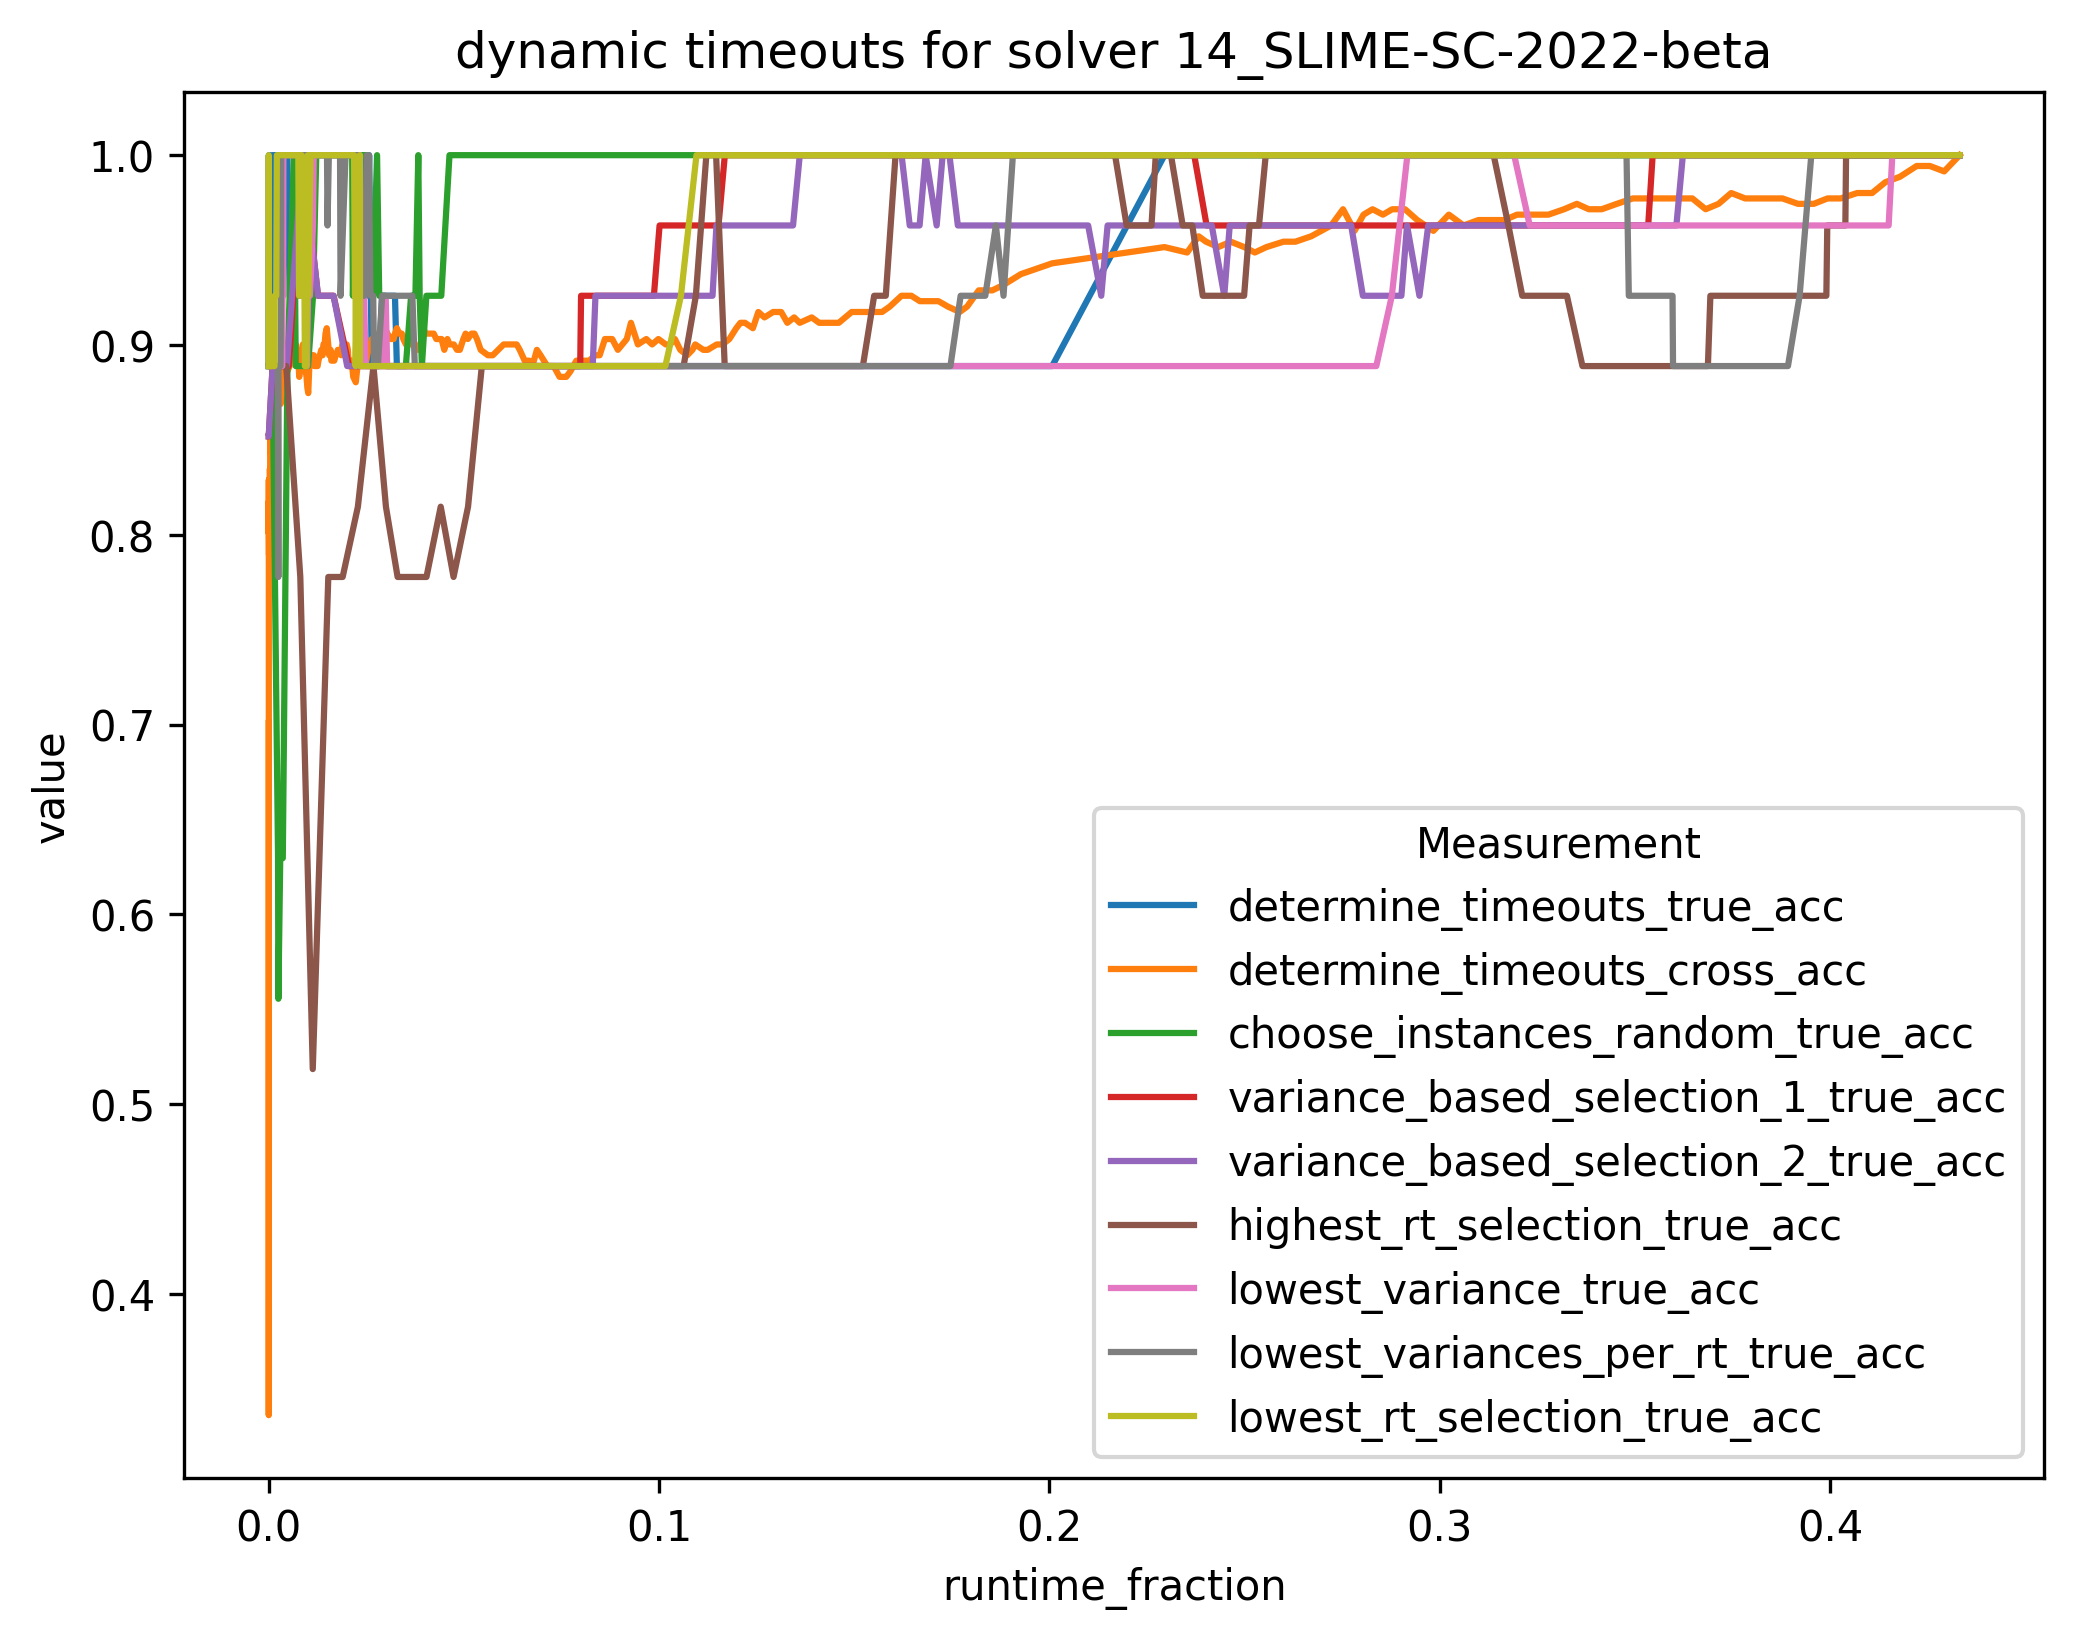 dynamic timeouts for solver 14_SLIME-SC-2022-beta
1.0
0.9
0.8
0.7
0.6
0.5
0.4
value
0.0
0.1
0.2
0.3
0.4
runtime_fraction
Measurement
determine_timeouts_true_acc
determine_timeouts_cross_acc
choose_instances_random_true_acc
variance_based_selection_1_true_acc
variance_based_selection_2_true_acc
highest_rt_selection_true_acc
lowest_variance_true_acc
lowest_variances_per_rt_true_acc
lowest_rt_selection_true_acc